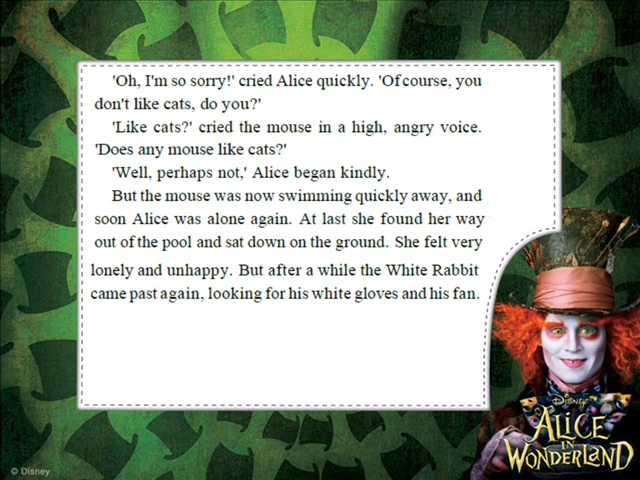 'Oh, I'm so sorry!' cried Alice quickly. 'Of course, you
don't like cats, do you?'
'Like cats?' cried the mouse in a high, angry voice.
'Does any mouse like cats?'
'Well, perhaps not,' Alice began kindly.
But the mouse was now swimming quickly away, and
soon Alice was alone again. At last she found her way
out of the pool and sat down on the ground. She felt very
lonely and unhappy. But after a while the White Rabbit
came past again, looking for his white gloves and his fan.
DISNEY
ALICE
IN
WONDERLAND
© Disney